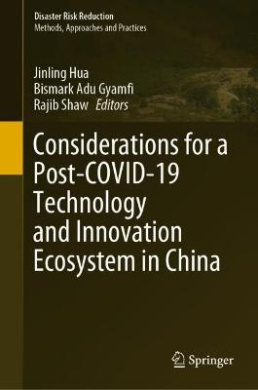 Disaster Risk Reduction
Methods, Approaches and Practices
Jinling Hua
Bismark Adu Gyamfi
Rajib Shaw Editors
Considerations for a
Post-COVID-19
Technology
and Innovation
Ecosystem in China
Springer